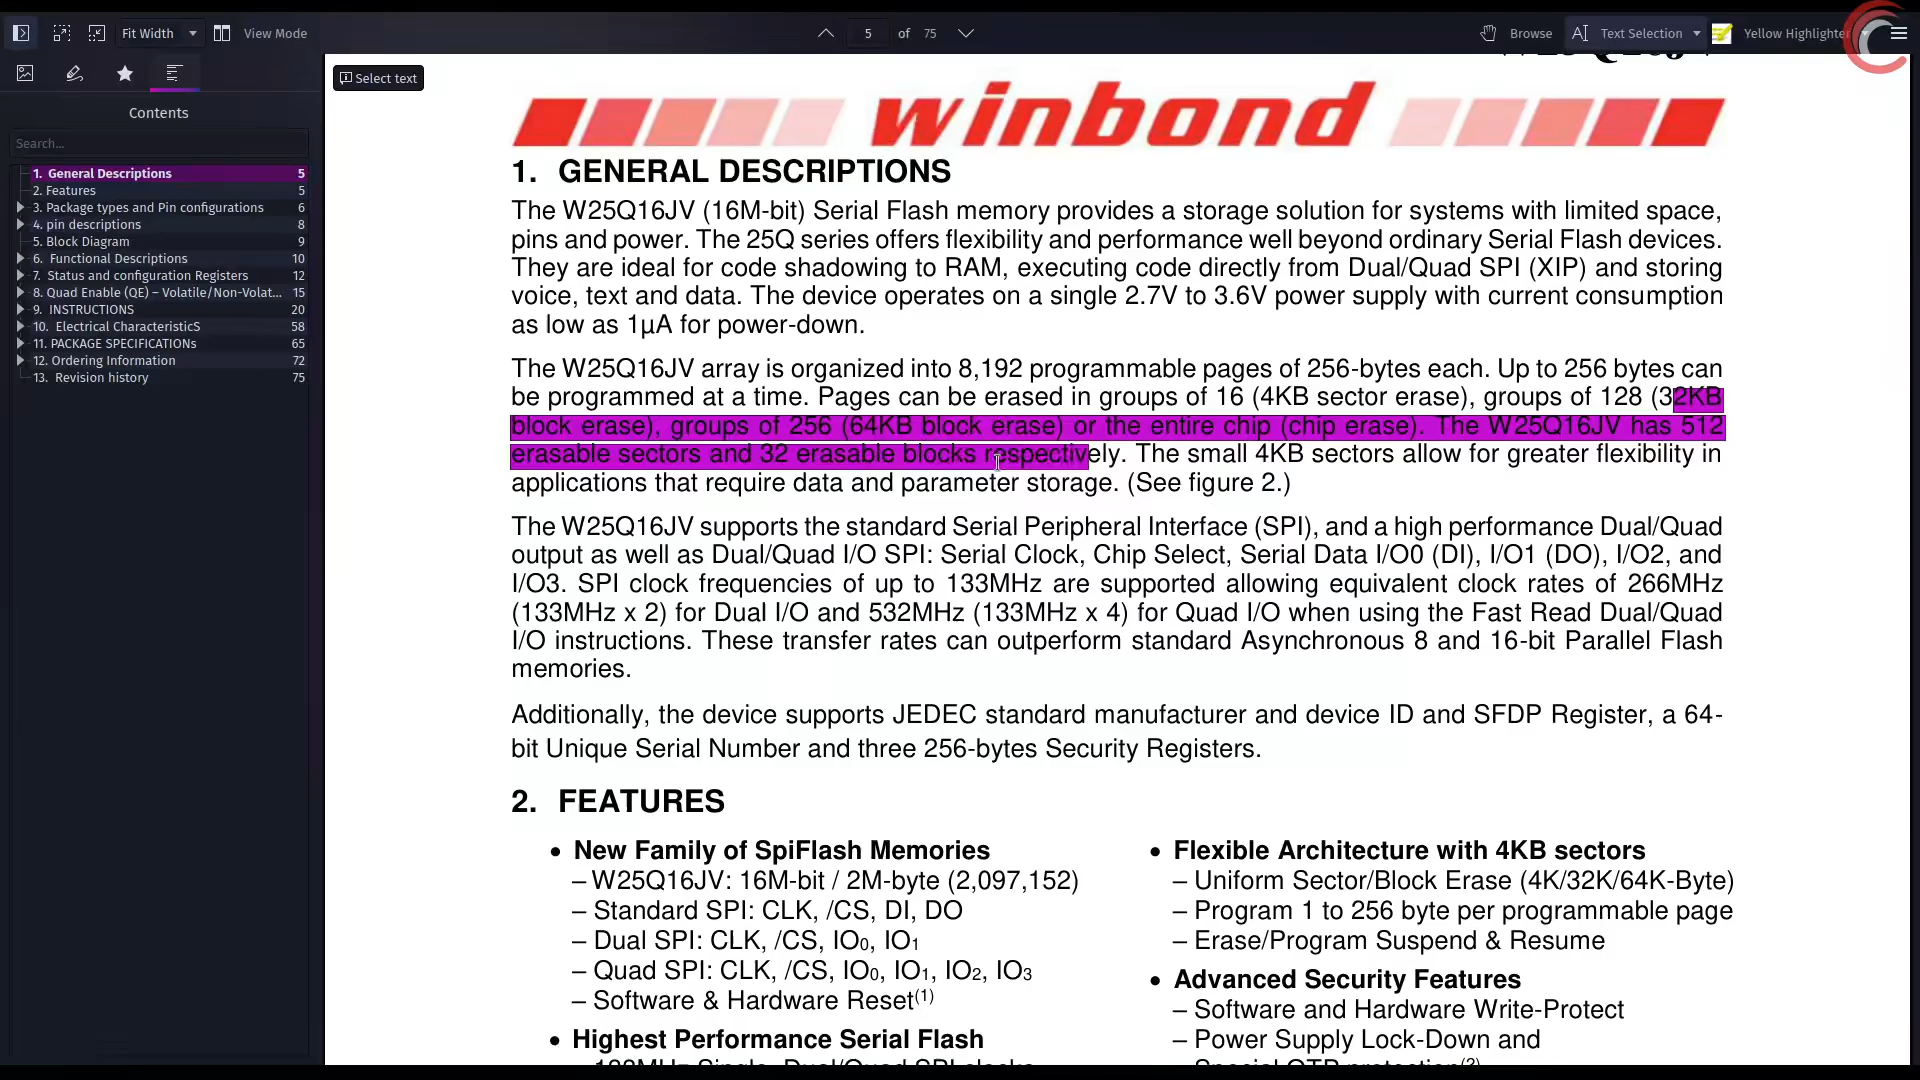 Fit Width
View Mode
5 of 75
Browse
Text Selection
Yellow Highlighter
Contents
Search...
1. General Descriptions 5
2. Features 5
3. Package types and Pin configurations 6
4. pin descriptions 8
5. Block Diagram 9
6. Functional Descriptions 10
7. Status and configuration Registers 12
8. Quad Enable (QE) – Volatile/Non-Volat... 15
9. INSTRUCTIONS 20
10. Electrical CharacteristicS 58
11. PACKAGE SPECIFICATIONs 65
12. Ordering Information 72
13. Revision history 75
Select text
winbond
1. GENERAL DESCRIPTIONS
The W25Q16JV (16M-bit) Serial Flash memory provides a storage solution for systems with limited space,
pins and power. The 25Q series offers flexibility and performance well beyond ordinary Serial Flash devices.
They are ideal for code shadowing to RAM, executing code directly from Dual/Quad SPI (XIP) and storing
voice, text and data. The device operates on a single 2.7V to 3.6V power supply with current consumption
as low as 1µA for power-down.
The W25Q16JV array is organized into 8,192 programmable pages of 256-bytes each. Up to 256 bytes can
be programmed at a time. Pages can be erased in groups of 16 (4KB sector erase), groups of 128 (32KB
block erase), groups of 256 (64KB block erase) or the entire chip (chip erase). The W25Q16JV has 512
erasable sectors and 32 erasable blocks respectively. The small 4KB sectors allow for greater flexibility in
applications that require data and parameter storage. (See figure 2.)
The W25Q16JV supports the standard Serial Peripheral Interface (SPI), and a high performance Dual/Quad
output as well as Dual/Quad I/O SPI: Serial Clock, Chip Select, Serial Data I/O0 (DI), I/O1 (DO), I/O2, and
I/O3. SPI clock frequencies of up to 133MHz are supported allowing equivalent clock rates of 266MHz
(133MHz x 2) for Dual I/O and 532MHz (133MHz x 4) for Quad I/O when using the Fast Read Dual/Quad
I/O instructions. These transfer rates can outperform standard Asynchronous 8 and 16-bit Parallel Flash
memories.
Additionally, the device supports JEDEC standard manufacturer and device ID and SFDP Register, a 64-
bit Unique Serial Number and three 256-bytes Security Registers.
2. FEATURES
• New Family of SpiFlash Memories
– W25Q16JV: 16M-bit / 2M-byte (2,097,152)
– Standard SPI: CLK, /CS, DI, DO
– Dual SPI: CLK, /CS, IO0, IO1
– Quad SPI: CLK, /CS, IO0, IO1, IO2, IO3
– Software & Hardware Reset(1)
• Highest Performance Serial Flash
• Flexible Architecture with 4KB sectors
– Uniform Sector/Block Erase (4K/32K/64K-Byte)
– Program 1 to 256 byte per programmable page
– Erase/Program Suspend & Resume
• Advanced Security Features
– Software and Hardware Write-Protect
– Power Supply Lock-Down and